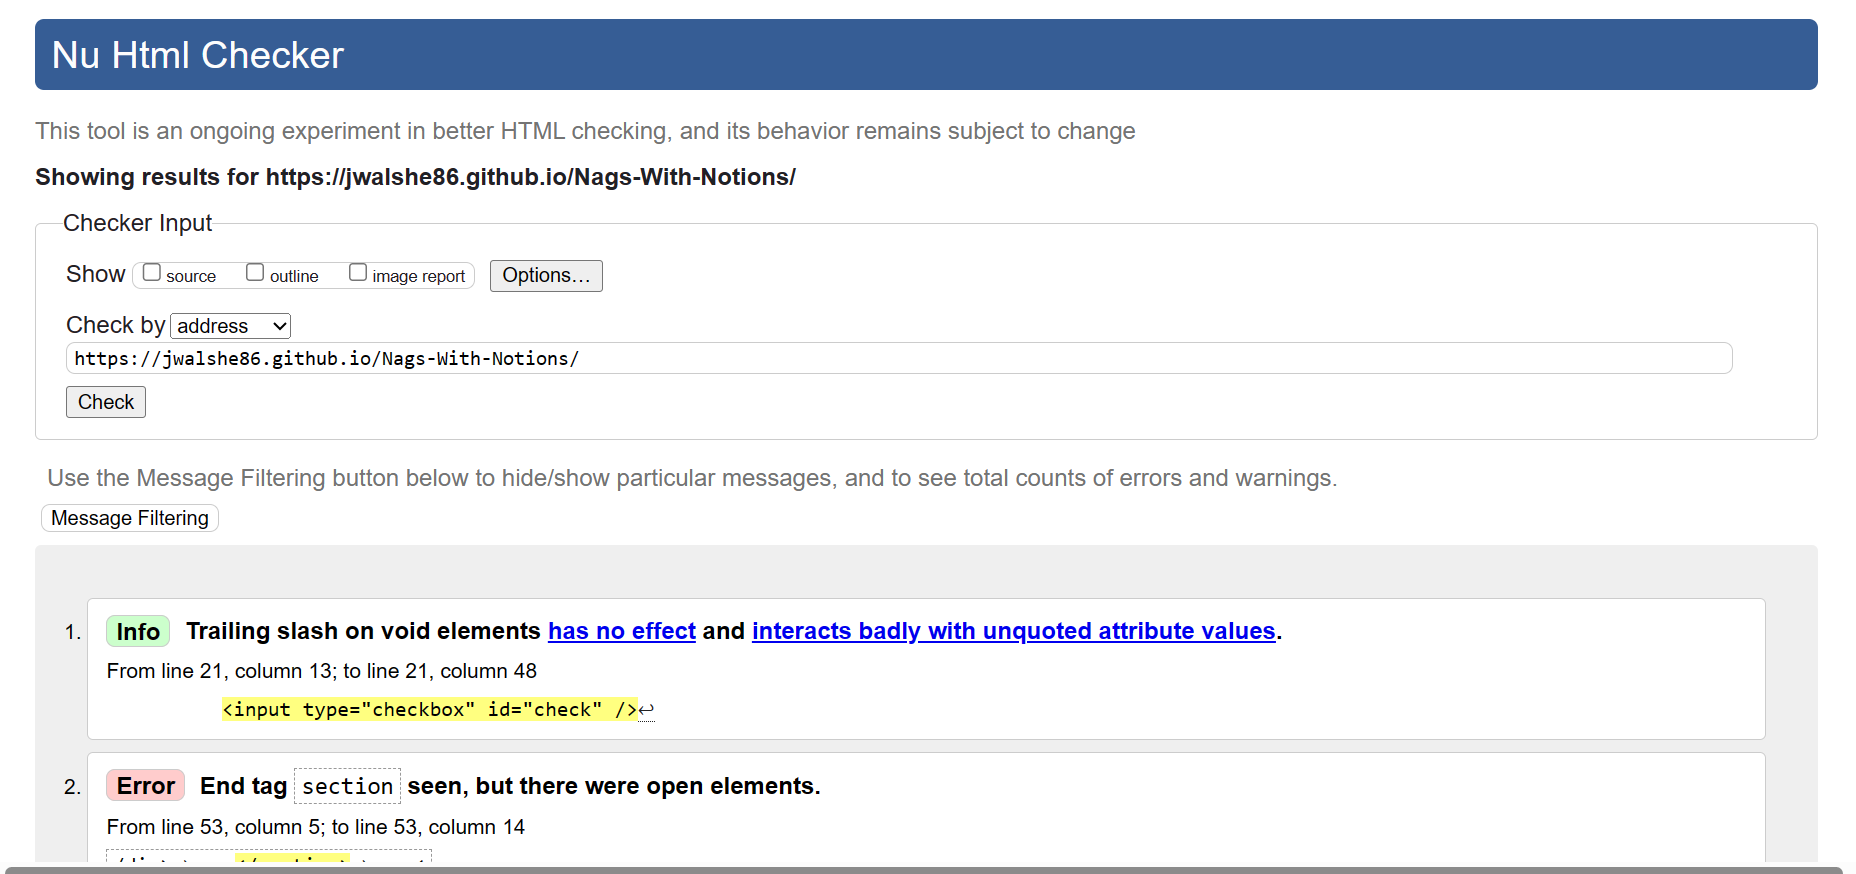 Nu Html Checker
This tool is an ongoing experiment in better HTML checking, and its behavior remains subject to change
Showing results for https://jwalshe86.github.io/Nags-With-Notions/
Checker Input
Show source outline image report Options...
Check by address
https://jwalshe86.github.io/Nags-With-Notions/
Check
Use the Message Filtering button below to hide/show particular messages, and to see total counts of errors and warnings.
Message Filtering
1. Info Trailing slash on void elements has no effect and interacts badly with unquoted attribute values.
From line 21, column 13; to line 21, column 48
<input type="checkbox" id="check" />↩
2. Error End tag section seen, but there were open elements.
From line 53, column 5; to line 53, column 14